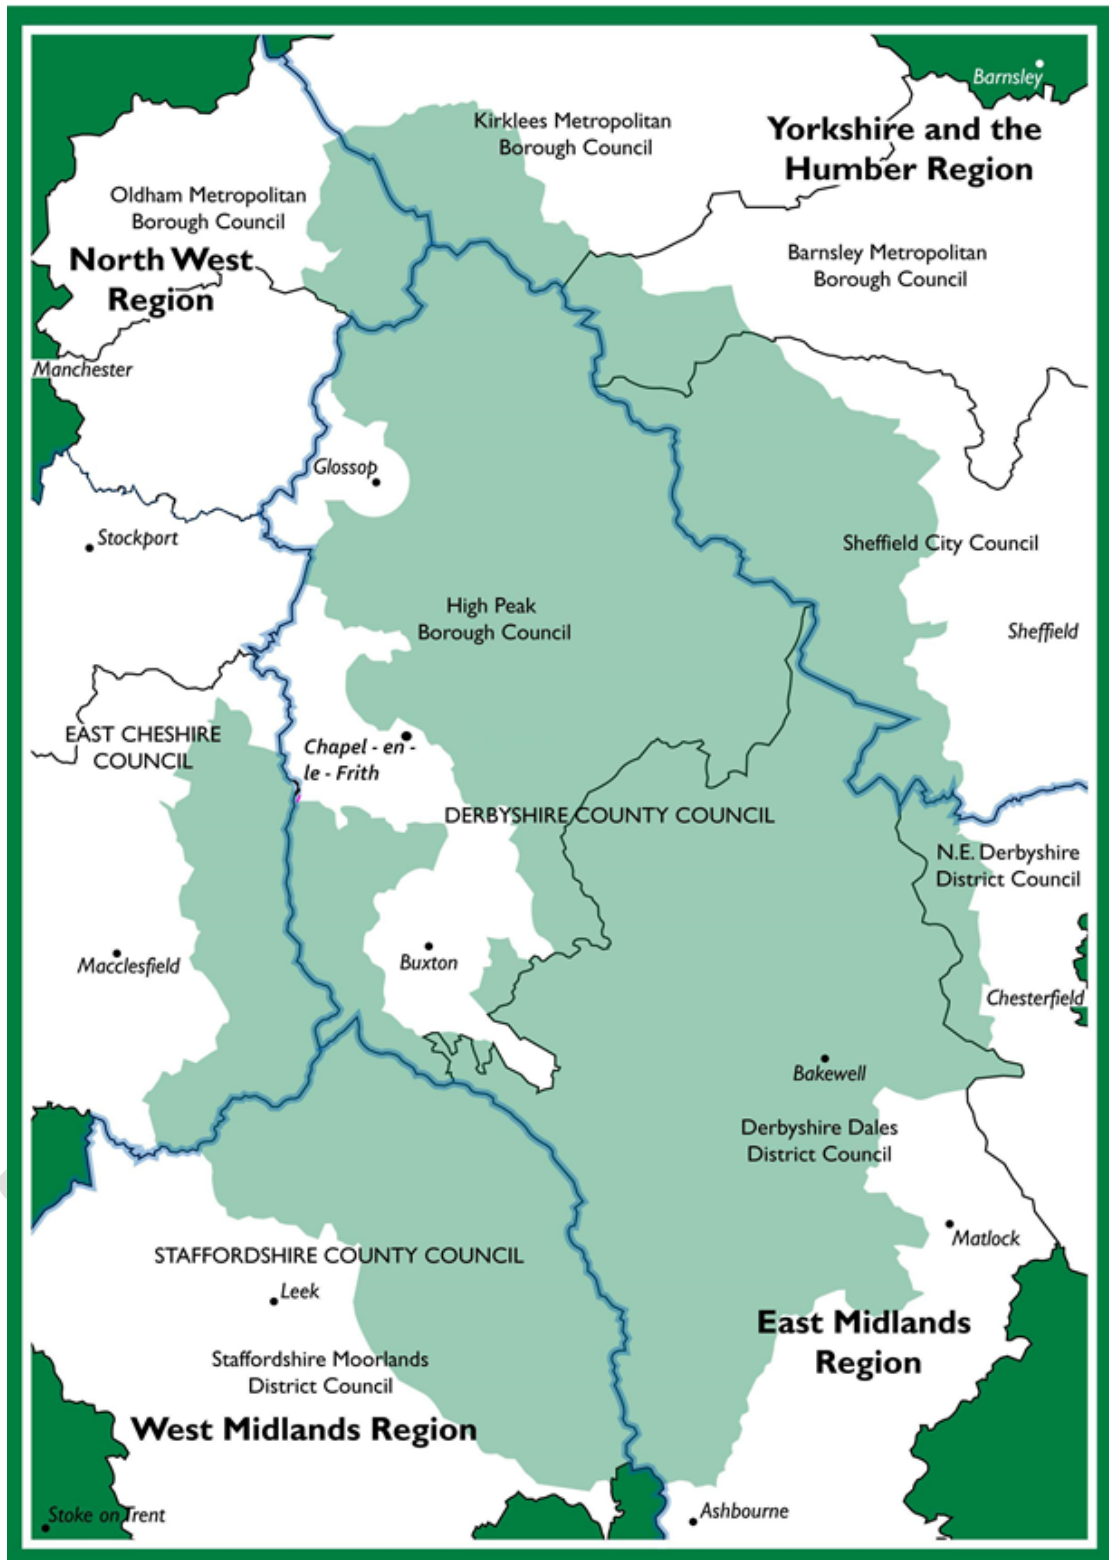 Barnsley
Kirklees Metropolitan
Borough Council
Yorkshire and the
Humber Region
Oldham Metropolitan
Borough Council
North West
Region
Barnsley Metropolitan
Borough Council
Manchester
Glossop
Stockport
Sheffield City Council
High Peak
Borough Council
Sheffield
EAST CHESHIRE
COUNCIL
Chapel - en -
le - Frith
DERBYSHIRE COUNTY COUNCIL
N.E. Derbyshire
District Council
Macclesfield
Buxton
Chesterfield
Bakewell
Derbyshire Dales
District Council
Matlock
STAFFORDSHIRE COUNTY COUNCIL
Leek
East Midlands
Region
Staffordshire Moorlands
District Council
West Midlands Region
Stoke on Trent
Ashbourne